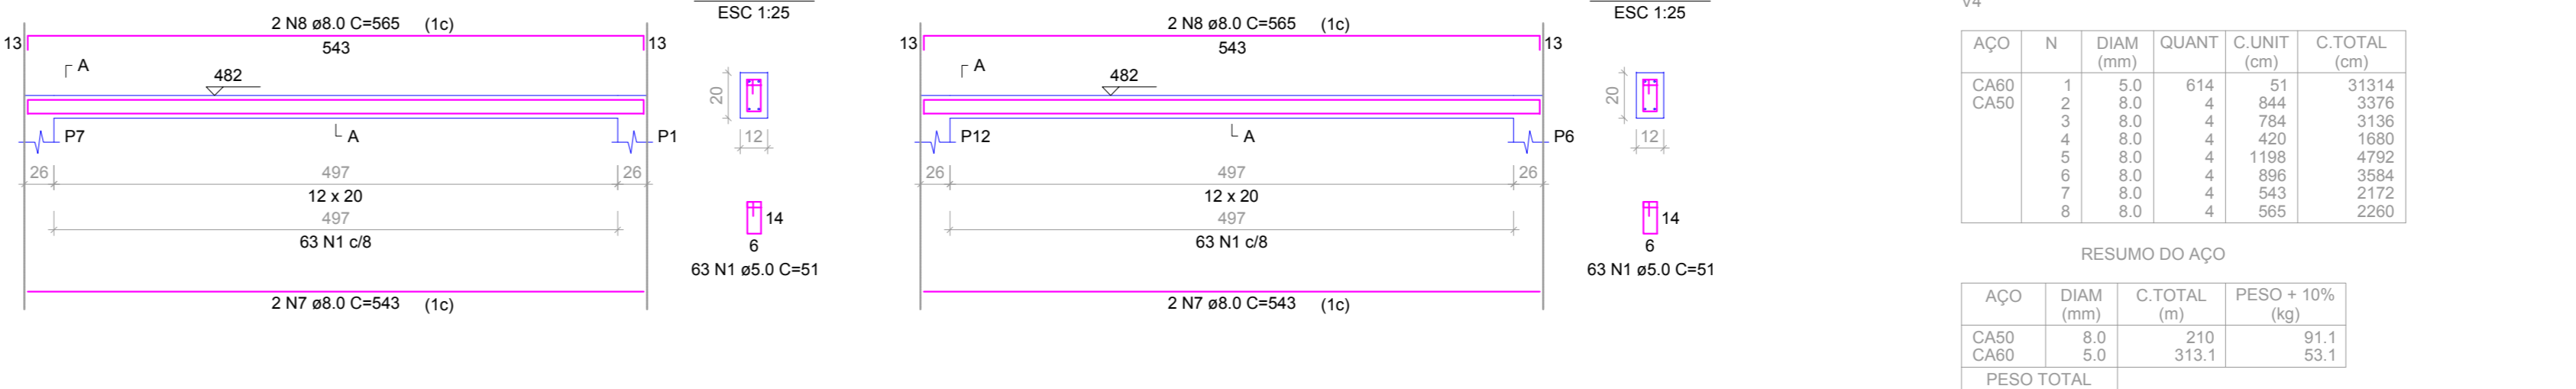 2 N8 ø8.0 C=565 (1c)
13
543
13
A
482
P7
A
P1
26
497
26
12 x 20
497
63 N1 c/8
2 N7 ø8.0 C=543 (1c)
ESC 1:25
20
12
14
6
63 N1 ø5.0 C=51
2 N8 ø8.0 C=565 (1c)
13
543
13
A
482
P12
A
P6
26
497
26
12 x 20
497
63 N1 c/8
2 N7 ø8.0 C=543 (1c)
ESC 1:25
20
12
14
6
63 N1 ø5.0 C=51
V4
AÇO N DIAM QUANT C.UNIT C.TOTAL
(mm) (cm) (cm)
CA60 1 5.0 614 51 31314
CA50 2 8.0 4 844 3376
3 8.0 4 784 3136
4 8.0 4 420 1680
5 8.0 4 1198 4792
6 8.0 4 896 3584
7 8.0 4 543 2172
8 8.0 4 565 2260
RESUMO DO AÇO
AÇO DIAM C.TOTAL PESO + 10%
(mm) (m) (kg)
CA50 8.0 210 91.1
CA60 5.0 313.1 53.1
PESO TOTAL